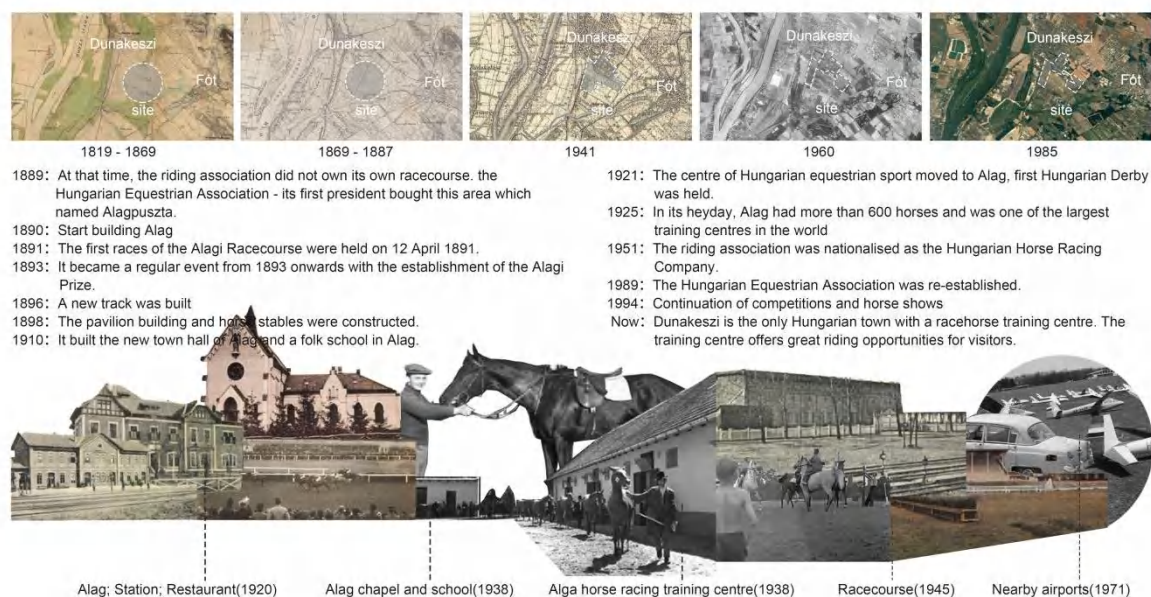 Dunakeszi
Fót
site
Dunakeszi
Fót
site
Dunakeszi
Fót
site
Dunakeszi
Fót
site
Dunakeszi
Fót
site
1819 - 1869
1869 - 1887
1941
1960
1985
1889: At that time, the riding association did not own its own racecourse. the
Hungarian Equestrian Association - its first president bought this area which
named Alagpuszta.
1890: Start building Alag
1891: The first races of the Alagi Racecourse were held on 12 April 1891.
1893: It became a regular event from 1893 onwards with the establishment of the Alagi
Prize.
1896: A new track was built
1898: The pavilion building and horse stables were constructed.
1910: It built the new town hall of Alag and a folk school in Alag.
1921: The centre of Hungarian equestrian sport moved to Alag, first Hungarian Derby
was held.
1925: In its heyday, Alag had more than 600 horses and was one of the largest
training centres in the world
1951: The riding association was nationalised as the Hungarian Horse Racing
Company.
1989: The Hungarian Equestrian Association was re-established.
1994: Continuation of competitions and horse shows
Now: Dunakeszi is the only Hungarian town with a racehorse training centre. The
training centre offers great riding opportunities for visitors.
Alag; Station; Restaurant(1920)
Alag chapel and school(1938)
Alga horse racing training centre(1938)
Racecourse(1945)
Nearby airports(1971)